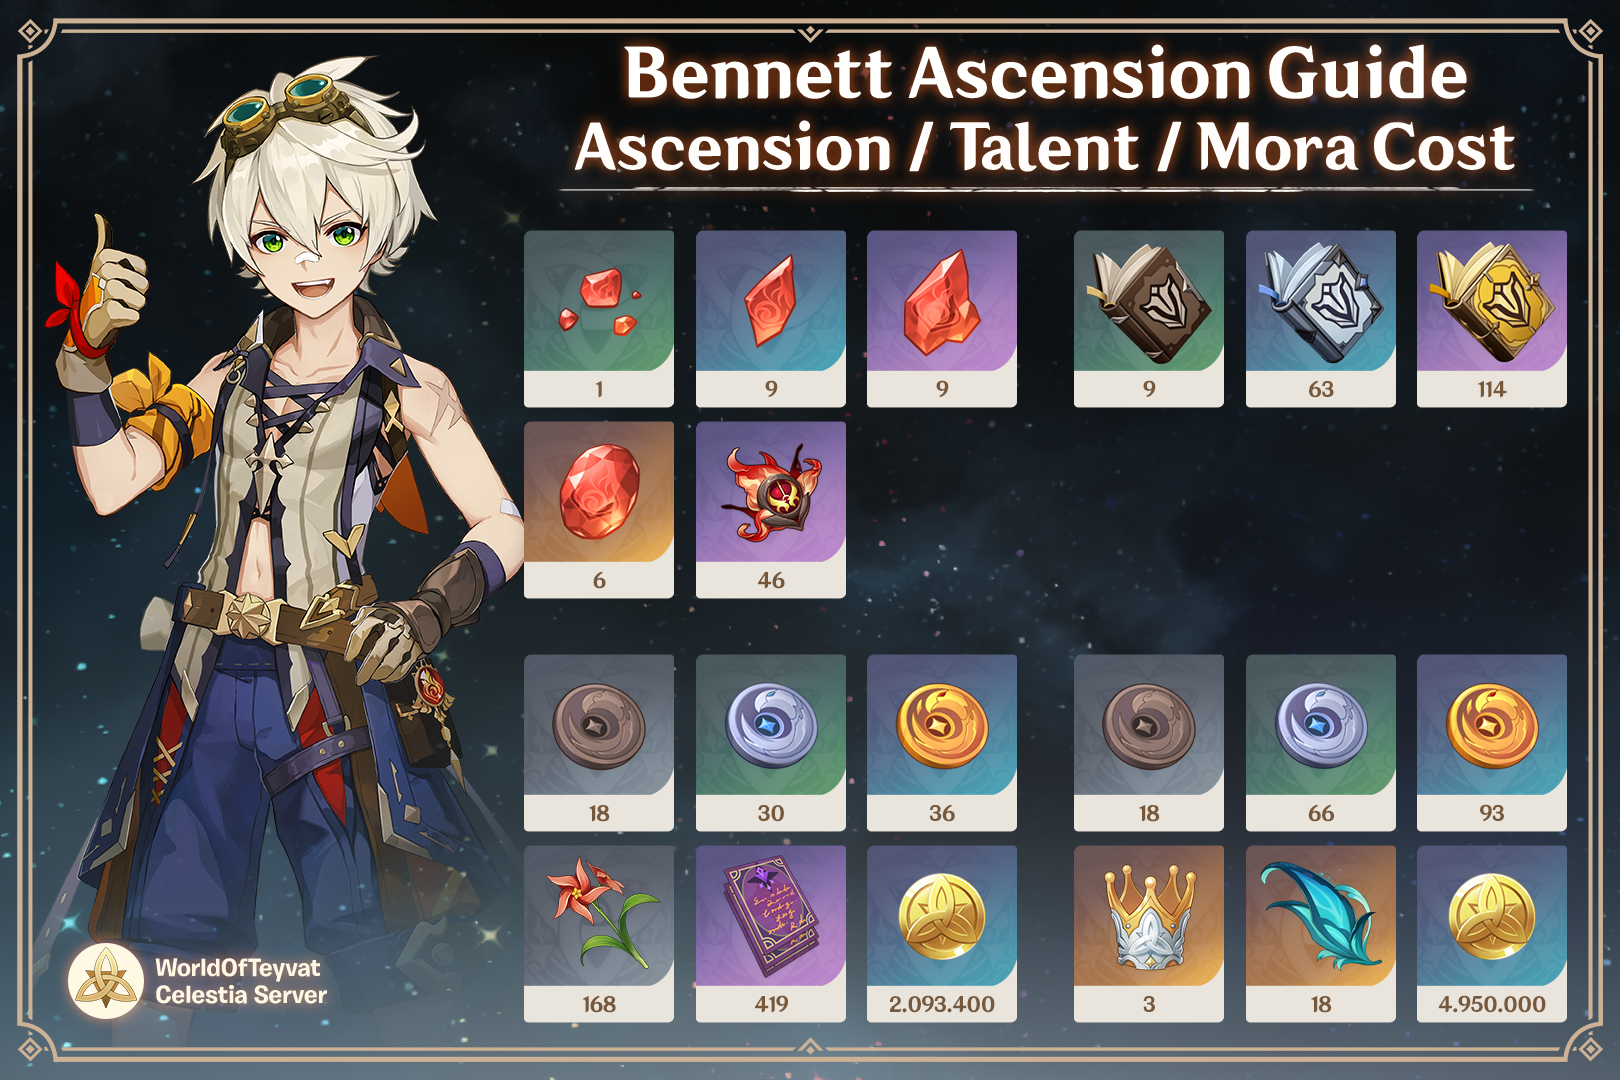 Bennett Ascension Guide
Ascension / Talent / Mora Cost
1 9 9 9 63 114
6 46
18 30 36 18 66 93
168 419 2.093.400 3 18 4.950.000
WorldOfTeyvat
Celestia Server